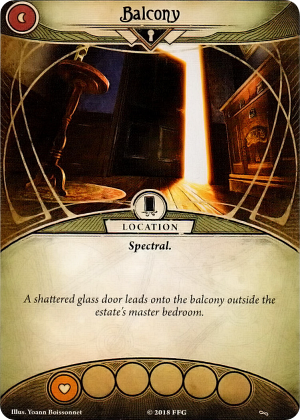 Balcony
LOCATION
Spectral.
A shattered glass door leads onto the balcony outside the
estate's master bedroom.
Illus. Yoann Boissonnet
© 2018 FFG